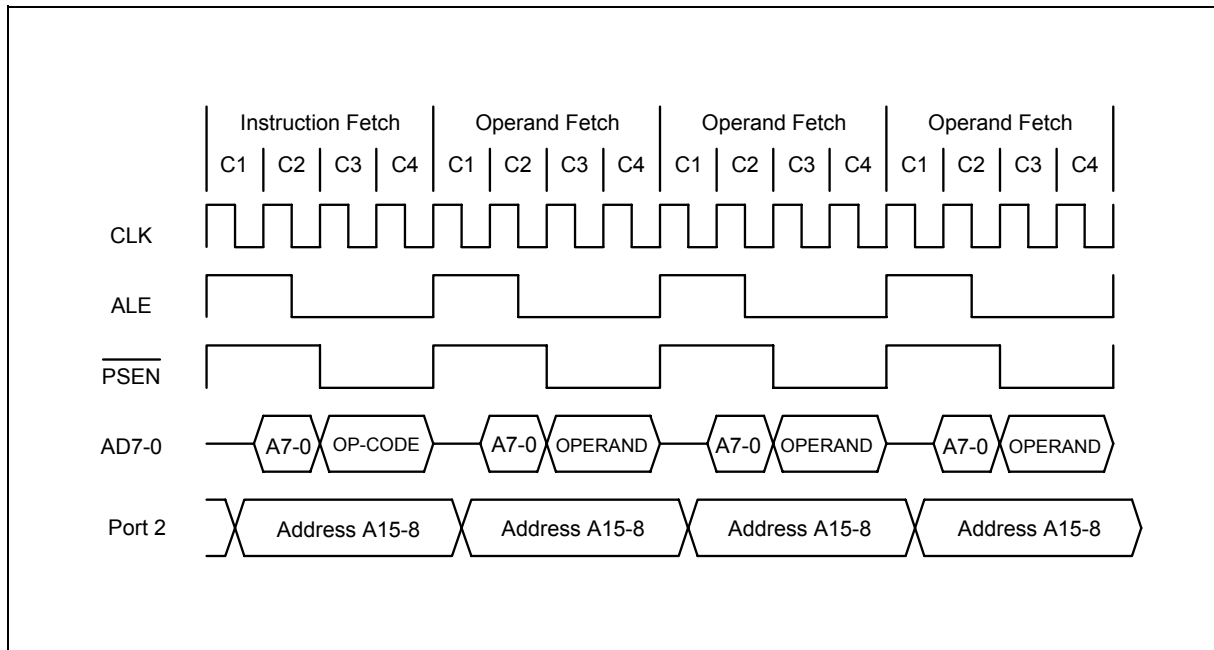 Instruction Fetch Operand Fetch Operand Fetch Operand Fetch
C1 C2 C3 C4 C1 C2 C3 C4 C1 C2 C3 C4 C1 C2 C3 C4
CLK
ALE
PSEN
AD7-0 A7-0 OP-CODE A7-0 OPERAND A7-0 OPERAND A7-0 OPERAND
Port 2 Address A15-8 Address A15-8 Address A15-8 Address A15-8